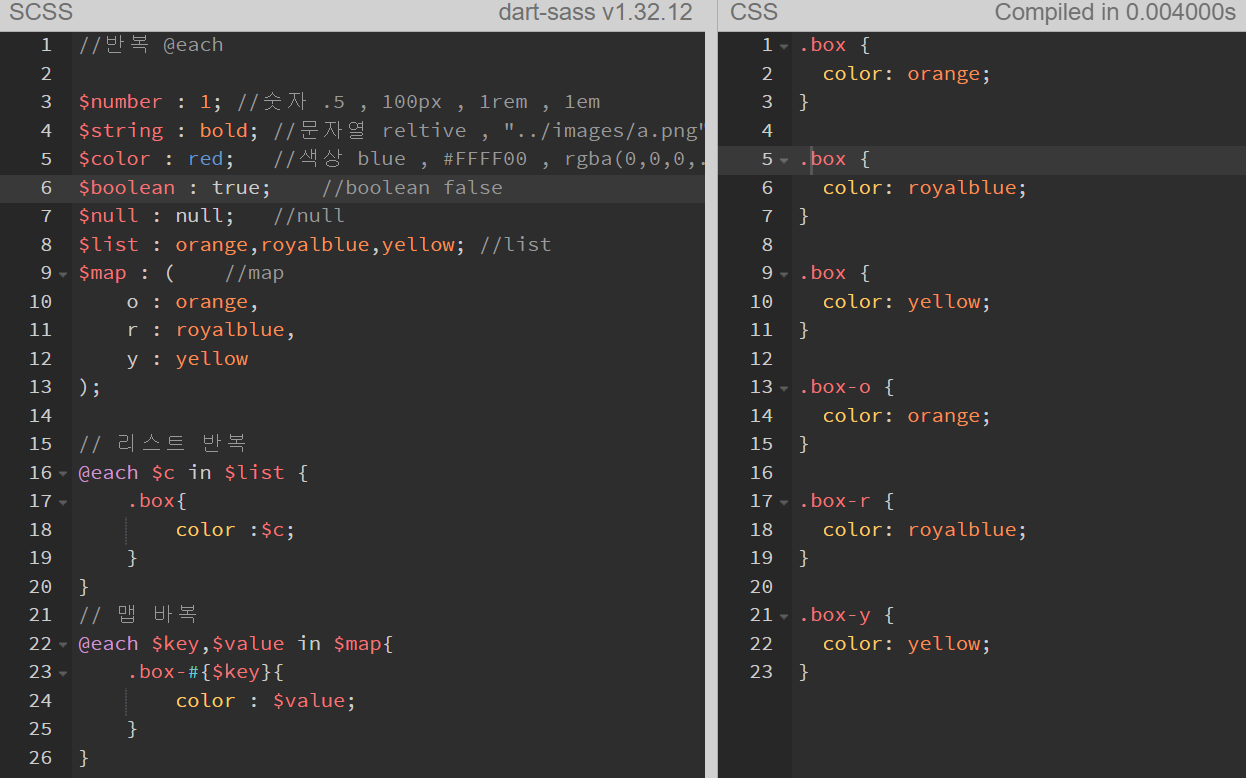 SCSS dart-sass v1.32.12
1 //반복 @each
2
3 $number : 1; //숫자 .5 , 100px , 1rem , 1em
4 $string : bold; //문자열 reltive , "../images/a.png"
5 $color : red; //색상 blue , #FFFF00 , rgba(0,0,0,.
6 $boolean : true; //boolean false
7 $null : null; //null
8 $list : orange,royalblue,yellow; //list
9 $map : ( //map
10 o : orange,
11 r : royalblue,
12 y : yellow
13 );
14
15 // 리스트 반복
16 @each $c in $list {
17 .box{
18 color :$c;
19 }
20 }
21 // 맵 바복
22 @each $key,$value in $map{
23 .box-#{$key}{
24 color : $value;
25 }
26 }
CSS Compiled in 0.004000s
1 .box {
2 color: orange;
3 }
4
5 .box {
6 color: royalblue;
7 }
8
9 .box {
10 color: yellow;
11 }
12
13 .box-o {
14 color: orange;
15 }
16
17 .box-r {
18 color: royalblue;
19 }
20
21 .box-y {
22 color: yellow;
23 }